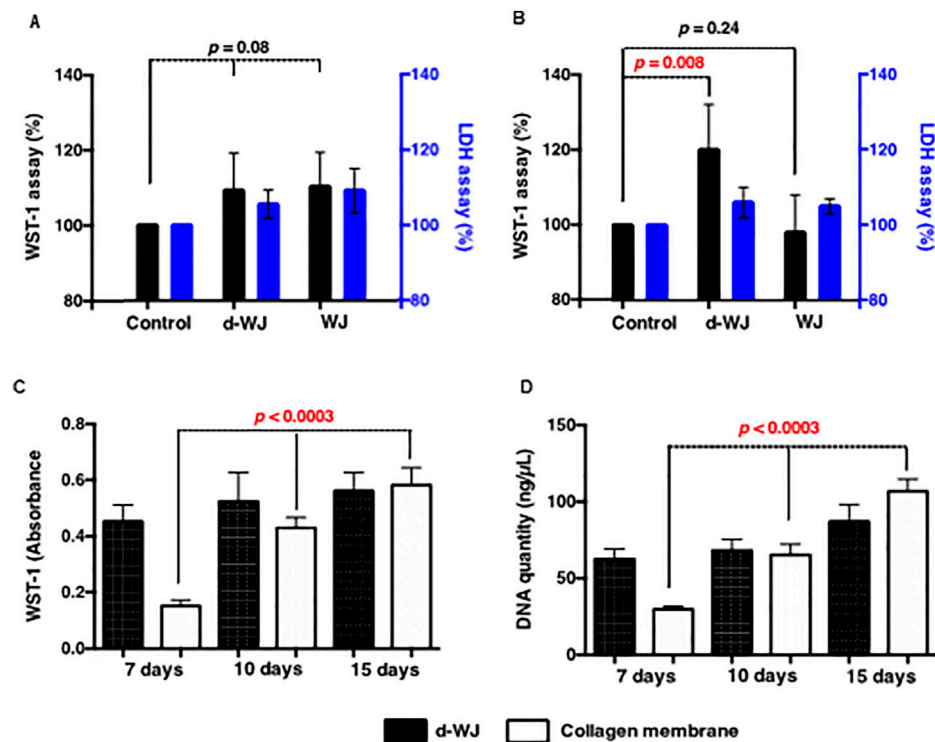 A
p = 0.08
140
120
100
80
WST-1 assay (%)
140
120
100
80
LDH assay (%)
Control d-WJ WJ
B
p = 0.24
p = 0.008
140
120
100
80
WST-1 assay (%)
140
120
100
80
LDH assay (%)
Control d-WJ WJ
C
p < 0.0003
0.8
0.6
0.4
0.2
0.0
WST-1 (Absorbance
7 days 10 days 15 days
D
p < 0.0003
150
100
50
0
DNA quantity (ng/µL)
7 days 10 days 15 days
d-WJ Collagen membrane